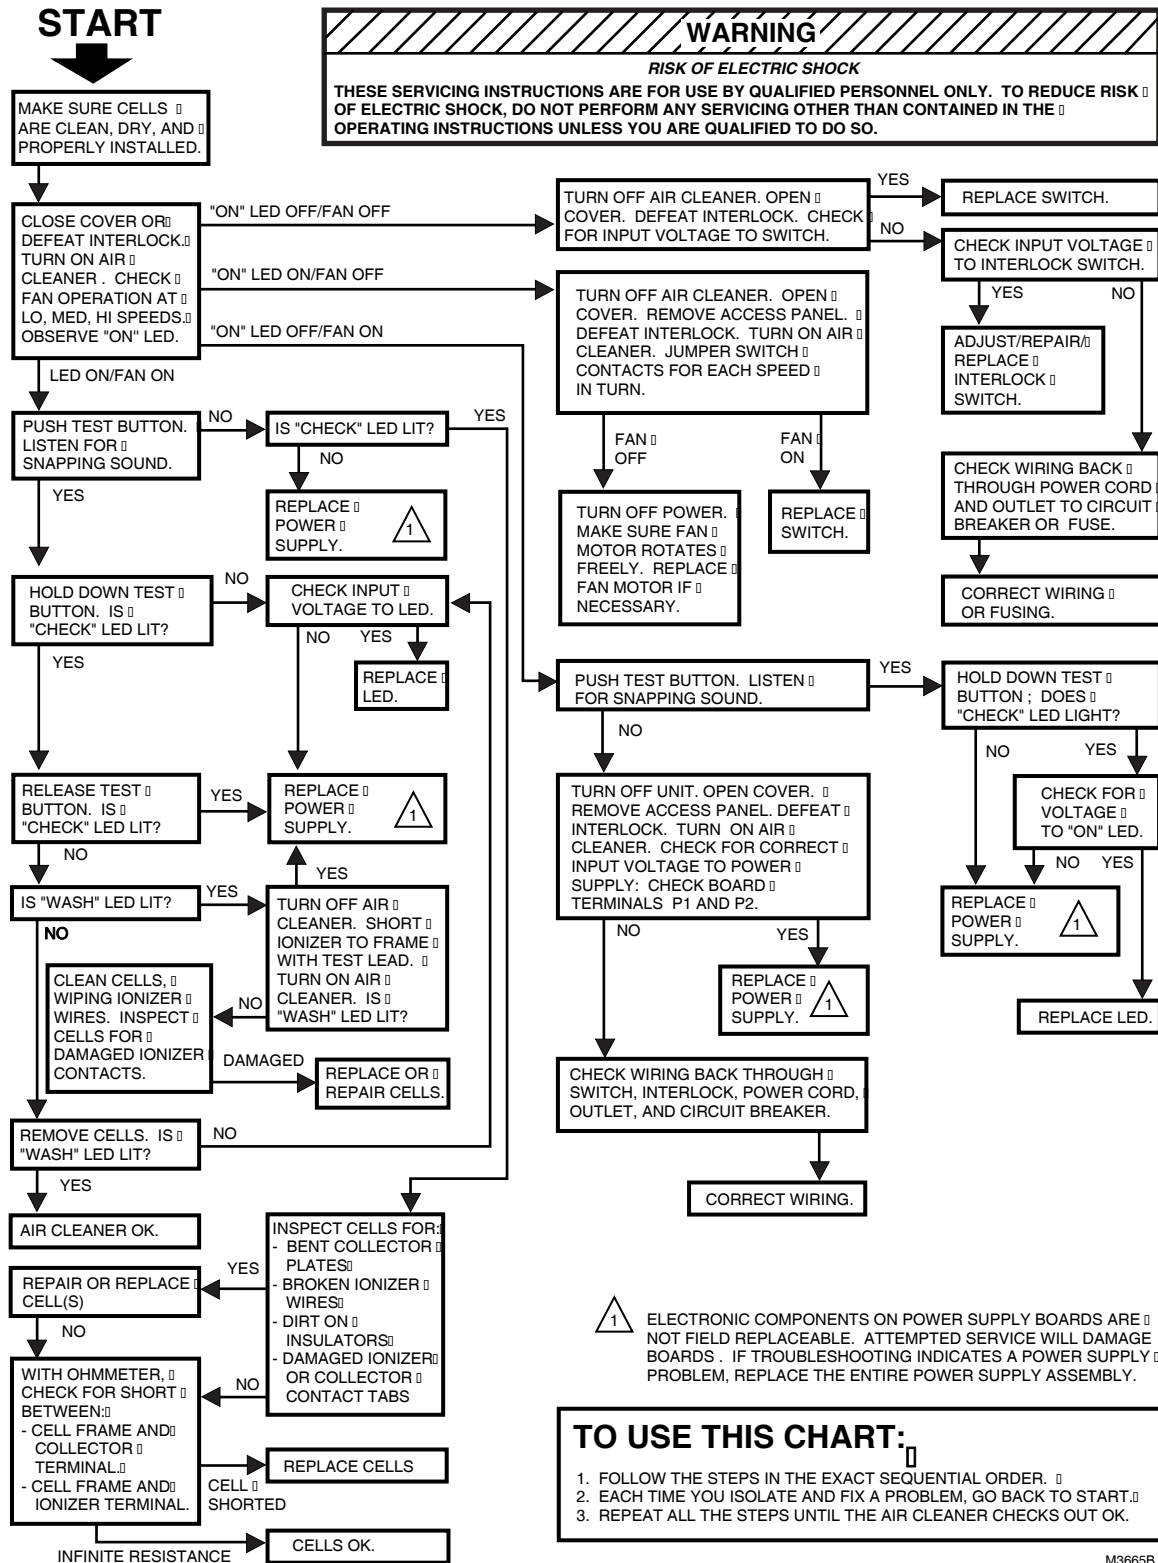 START
WARNING
RISK OF ELECTRIC SHOCK
THESE SERVICING INSTRUCTIONS ARE FOR USE BY QUALIFIED PERSONNEL ONLY. TO REDUCE RISK
OF ELECTRIC SHOCK, DO NOT PERFORM ANY SERVICING OTHER THAN CONTAINED IN THE
OPERATING INSTRUCTIONS UNLESS YOU ARE QUALIFIED TO DO SO.
MAKE SURE CELLS
ARE CLEAN, DRY, AND
PROPERLY INSTALLED.
CLOSE COVER OR
DEFEAT INTERLOCK.
TURN ON AIR
CLEANER . CHECK
FAN OPERATION AT
LO, MED, HI SPEEDS.
OBSERVE "ON" LED.
"ON" LED OFF/FAN OFF
"ON" LED ON/FAN OFF
"ON" LED OFF/FAN ON
LED ON/FAN ON
TURN OFF AIR CLEANER. OPEN
COVER. DEFEAT INTERLOCK. CHECK
FOR INPUT VOLTAGE TO SWITCH.
YES
REPLACE SWITCH.
NO
CHECK INPUT VOLTAGE
TO INTERLOCK SWITCH.
YES
NO
ADJUST/REPAIR/
REPLACE
INTERLOCK
SWITCH.
CHECK WIRING BACK
THROUGH POWER CORD
AND OUTLET TO CIRCUIT
BREAKER OR FUSE.
CORRECT WIRING
OR FUSING.
TURN OFF AIR CLEANER. OPEN
COVER. REMOVE ACCESS PANEL.
DEFEAT INTERLOCK. TURN ON AIR
CLEANER. JUMPER SWITCH
CONTACTS FOR EACH SPEED
IN TURN.
FAN
OFF
FAN
ON
TURN OFF POWER.
MAKE SURE FAN
MOTOR ROTATES
FREELY. REPLACE
FAN MOTOR IF
NECESSARY.
REPLACE
SWITCH.
PUSH TEST BUTTON.
LISTEN FOR
SNAPPING SOUND.
NO
IS "CHECK" LED LIT?
YES
NO
REPLACE
POWER
SUPPLY.
1
YES
HOLD DOWN TEST
BUTTON. IS
"CHECK" LED LIT?
NO
CHECK INPUT
VOLTAGE TO LED.
NO
YES
REPLACE
LED.
YES
RELEASE TEST
BUTTON. IS
"CHECK" LED LIT?
YES
REPLACE
POWER
SUPPLY.
1
NO
YES
IS "WASH" LED LIT?
YES
TURN OFF AIR
CLEANER. SHORT
IONIZER TO FRAME
WITH TEST LEAD.
TURN ON AIR
CLEANER. IS
"WASH" LED LIT?
NO
NO
CLEAN CELLS,
WIPING IONIZER
WIRES. INSPECT
CELLS FOR
DAMAGED IONIZER
CONTACTS.
DAMAGED
REPLACE OR
REPAIR CELLS.
REMOVE CELLS. IS
"WASH" LED LIT?
NO
YES
AIR CLEANER OK.
INSPECT CELLS FOR:
- BENT COLLECTOR
PLATES
- BROKEN IONIZER
WIRES
- DIRT ON
INSULATORS
- DAMAGED IONIZER
OR COLLECTOR
CONTACT TABS
YES
REPAIR OR REPLACE
CELL(S)
NO
NO
WITH OHMMETER,
CHECK FOR SHORT
BETWEEN:
- CELL FRAME AND
COLLECTOR
TERMINAL.
- CELL FRAME AND
IONIZER TERMINAL.
CELL
SHORTED
REPLACE CELLS
INFINITE RESISTANCE
CELLS OK.
PUSH TEST BUTTON. LISTEN
FOR SNAPPING SOUND.
YES
HOLD DOWN TEST
BUTTON ; DOES
"CHECK" LED LIGHT?
NO
YES
CHECK FOR
VOLTAGE
TO "ON" LED.
NO
YES
REPLACE
POWER
SUPPLY.
1
REPLACE LED.
NO
TURN OFF UNIT. OPEN COVER.
REMOVE ACCESS PANEL. DEFEAT
INTERLOCK. TURN ON AIR
CLEANER. CHECK FOR CORRECT
INPUT VOLTAGE TO POWER
SUPPLY: CHECK BOARD
TERMINALS P1 AND P2.
NO
YES
REPLACE
POWER
SUPPLY.
1
CHECK WIRING BACK THROUGH
SWITCH, INTERLOCK, POWER CORD,
OUTLET, AND CIRCUIT BREAKER.
CORRECT WIRING.
1
ELECTRONIC COMPONENTS ON POWER SUPPLY BOARDS ARE
NOT FIELD REPLACEABLE. ATTEMPTED SERVICE WILL DAMAGE
BOARDS . IF TROUBLESHOOTING INDICATES A POWER SUPPLY
PROBLEM, REPLACE THE ENTIRE POWER SUPPLY ASSEMBLY.
TO USE THIS CHART:
1. FOLLOW THE STEPS IN THE EXACT SEQUENTIAL ORDER.
2. EACH TIME YOU ISOLATE AND FIX A PROBLEM, GO BACK TO START.
3. REPEAT ALL THE STEPS UNTIL THE AIR CLEANER CHECKS OUT OK.
M3665B